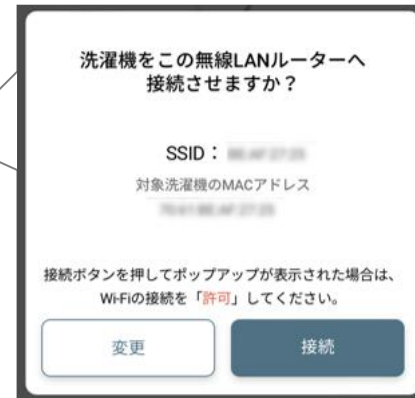 洗濯機をこの無線LANルーターへ
接続させますか？
SSID：
対象洗濯機のMACアドレス
接続ボタンを押してポップアップが表示された場合は、
Wi-Fiの接続を「許可」してください。
変更
接続